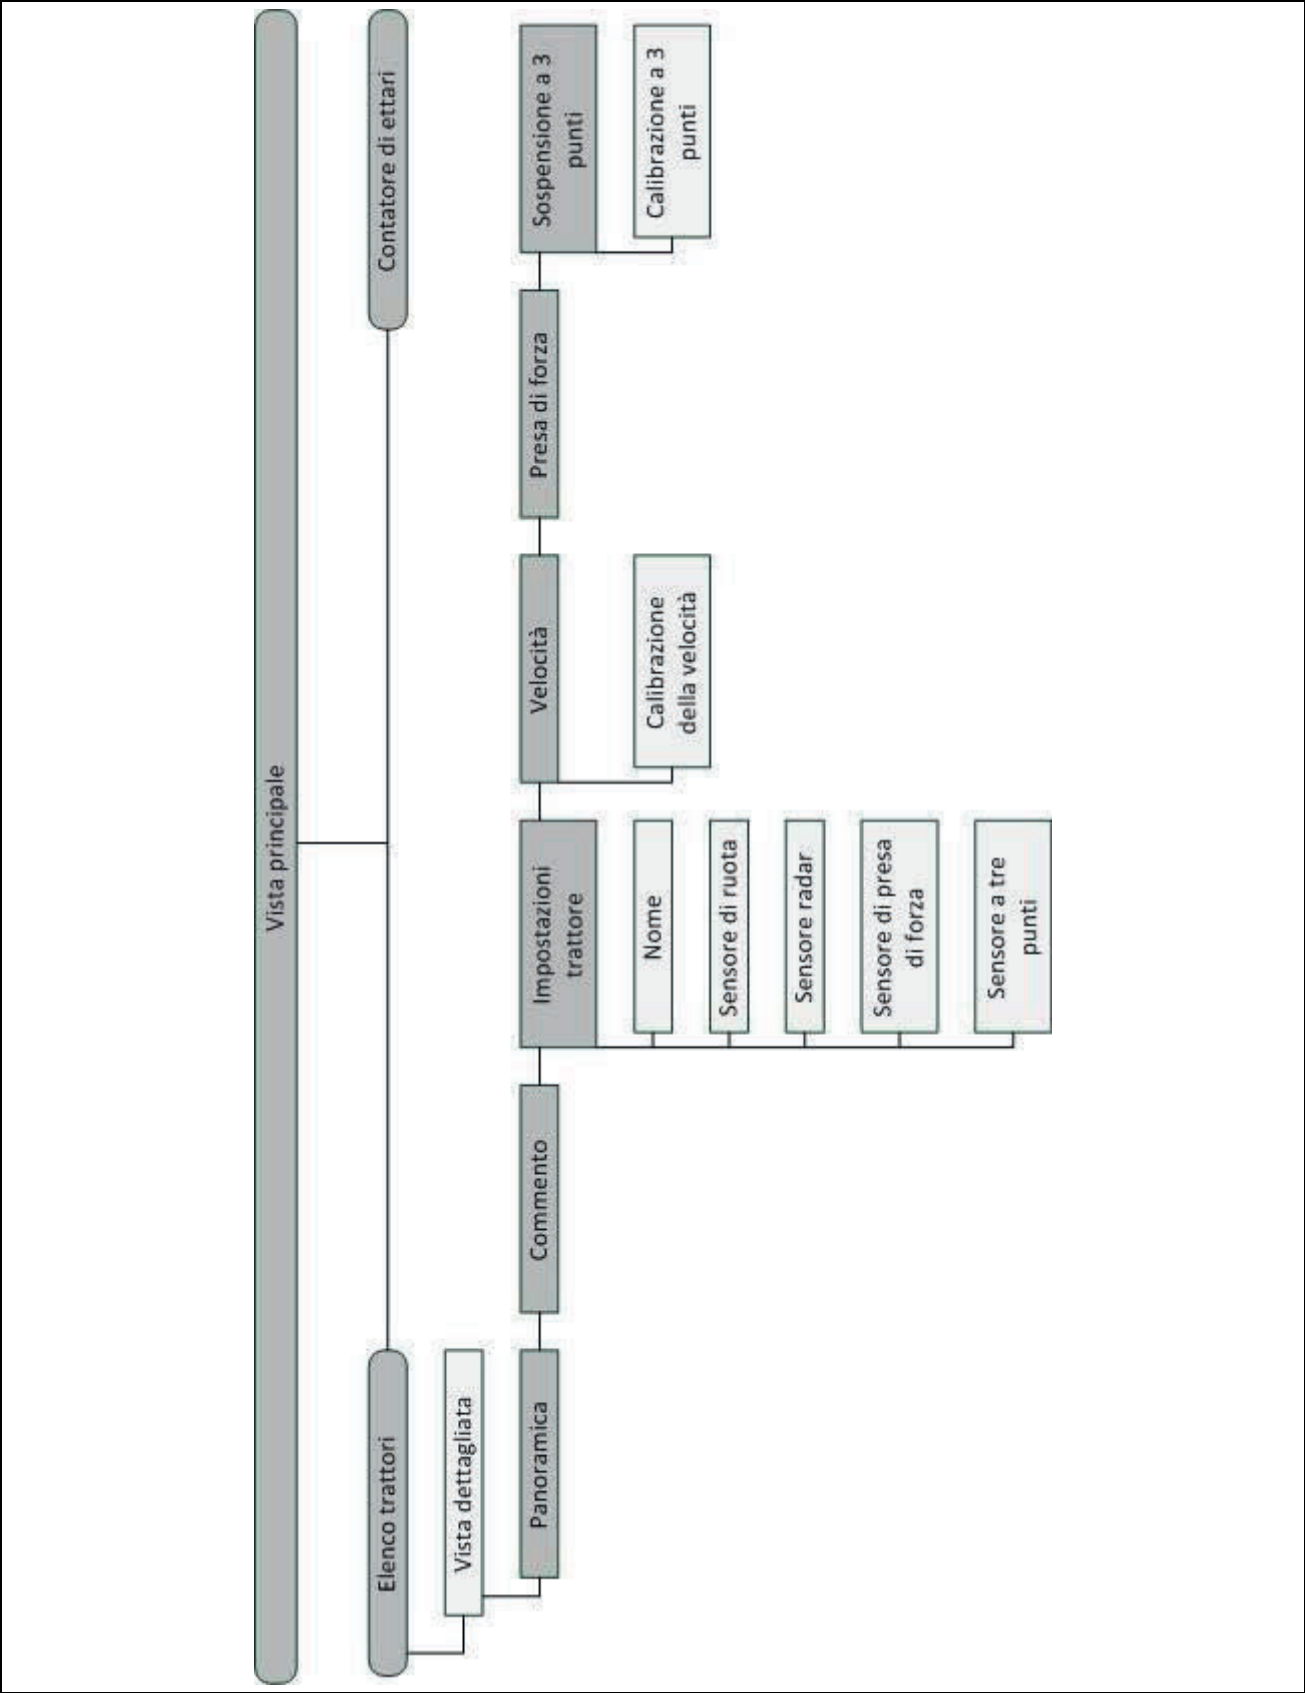 Vista principale
Elenco trattori
Contatore di ettari
Vista dettagliata
Panoramica
Commento
Impostazioni
trattore
Velocità
Presa di forza
Sospensione a 3
punti
Nome
Sensore di ruota
Sensore radar
Sensore di presa
di forza
Sensore a tre
punti
Calibrazione
della velocità
Calibrazione a 3
punti